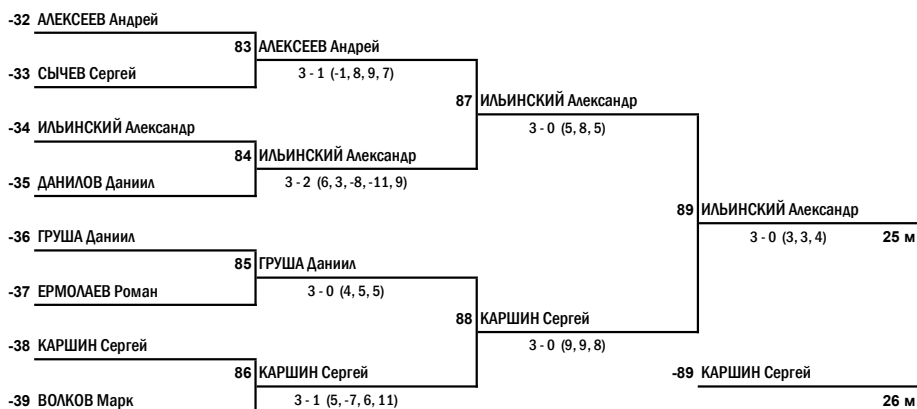 -32 АЛЕКСЕЕВ Андрей
83 АЛЕКСЕЕВ Андрей
-33 СЫЧЕВ Сергей
3 - 1 (-1, 8, 9, 7)
87 ИЛЬИНСКИЙ Александр
-34 ИЛЬИНСКИЙ Александр
3 - 0 (5, 8, 5)
84 ИЛЬИНСКИЙ Александр
-35 ДАНИЛОВ Даниил
3 - 2 (6, 3, -8, -11, 9)
89 ИЛЬИНСКИЙ Александр
-36 ГРУША Даниил
3 - 0 (3, 3, 4) 25 м
85 ГРУША Даниил
-37 ЕРМОЛАЕВ Роман
3 - 0 (4, 5, 5)
88 КАРШИН Сергей
-38 КАРШИН Сергей
3 - 0 (9, 9, 8)
86 КАРШИН Сергей
-89 КАРШИН Сергей
-39 ВОЛКОВ Марк
3 - 1 (5, -7, 6, 11)
26 м